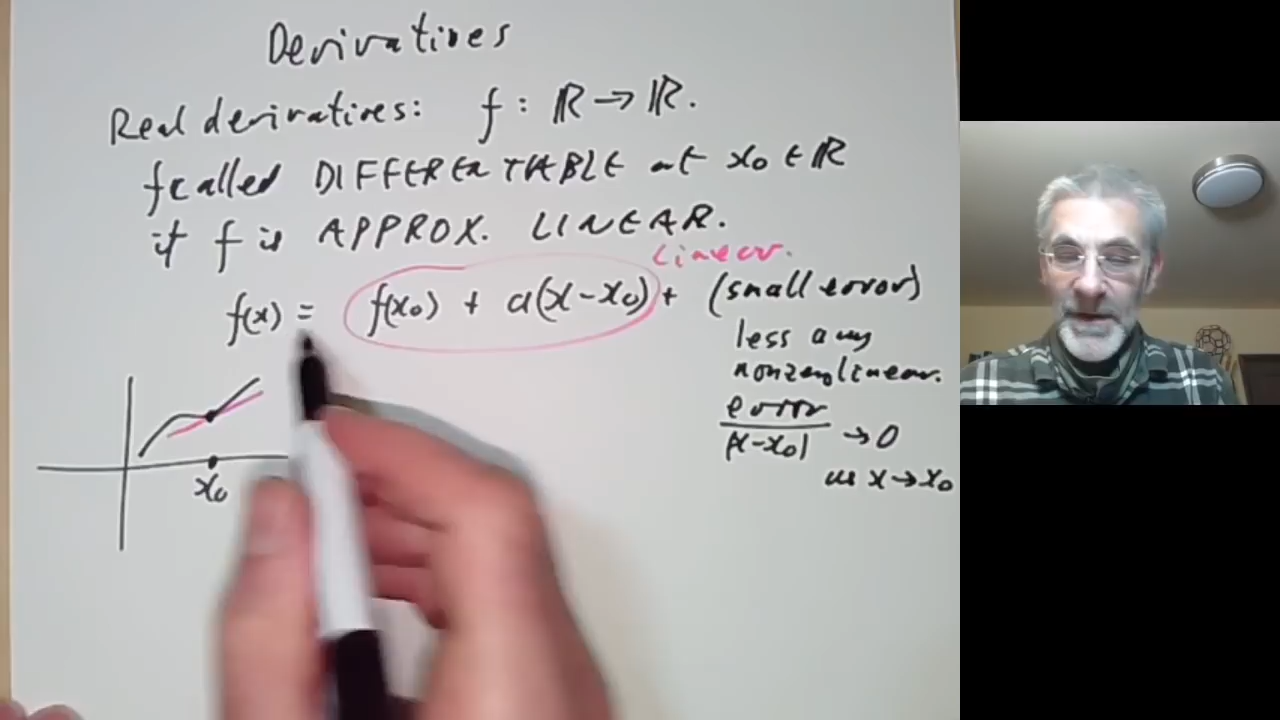 Derivatives
Real derivatives: f: ℝ → ℝ.
f called DIFFERENTIABLE at x₀ ∈ ℝ
if f is APPROX. LINEAR.
linear.
f(x) = f(x₀) + a(x-x₀) + (small error)
less any
nonzero linear.
error
|x-x₀| → 0
as x → x₀
x₀